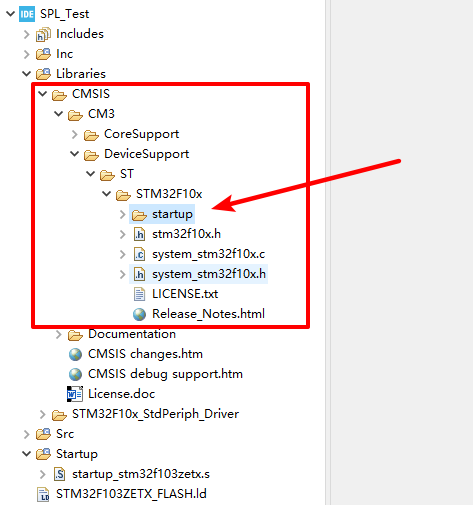 IDE SPL_Test
Includes
Inc
Libraries
CMSIS
CM3
CoreSupport
DeviceSupport
ST
STM32F10x
startup
.h stm32f10x.h
.c system_stm32f10x.c
.h system_stm32f10x.h
LICENSE.txt
Release_Notes.html
Documentation
CMSIS changes.htm
CMSIS debug support.htm
License.doc
STM32F10x_StdPeriph_Driver
Src
Startup
.S startup_stm32f103zetx.s
LD STM32F103ZETX_FLASH.ld